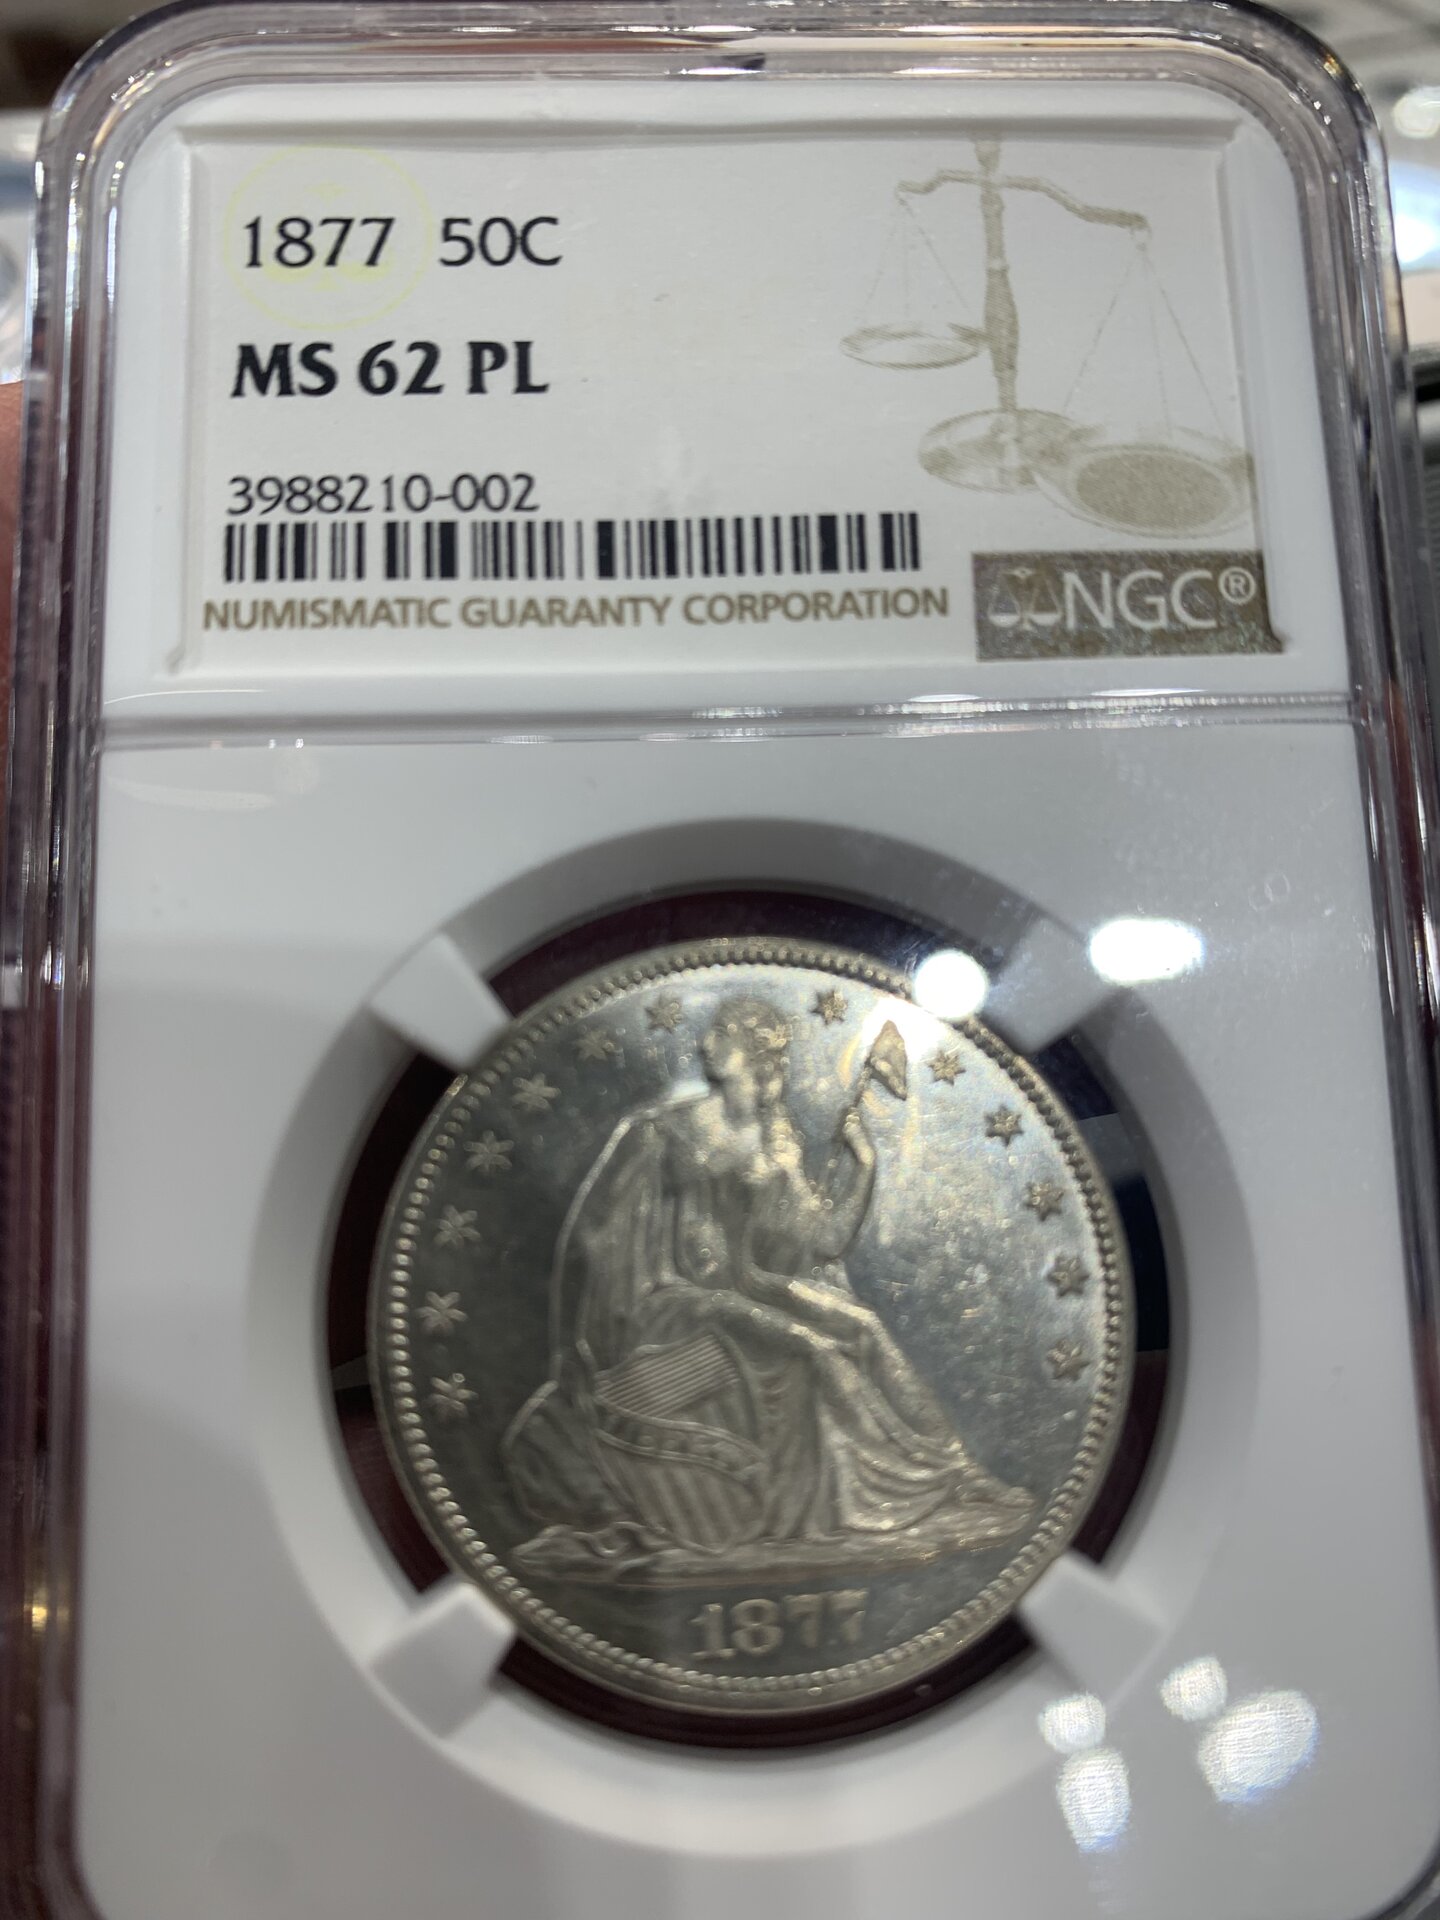 1877 50C
MS 62 PL
3988210-002
NUMISMATIC GUARANTY CORPORATION
NGC®
1877